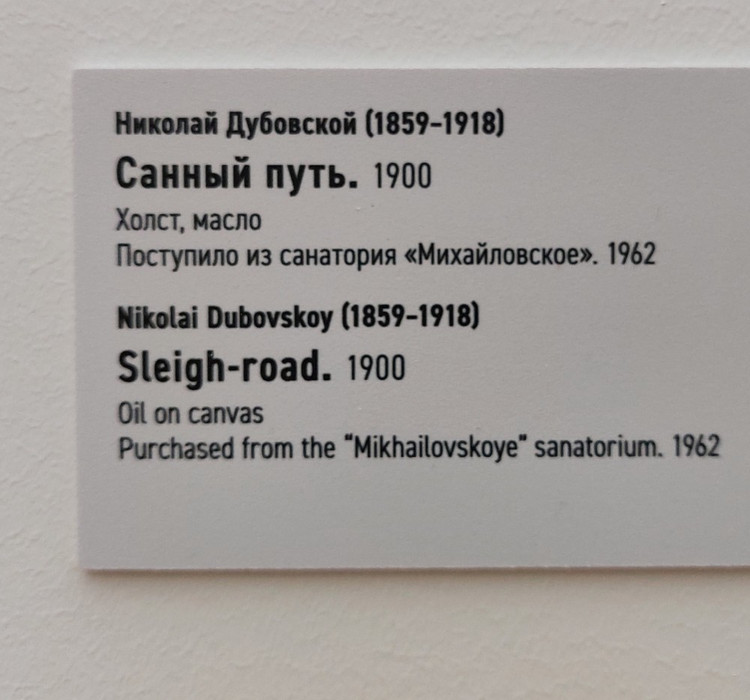 Николай Дубовской (1859–1918)
Санный путь. 1900
Холст, масло
Поступило из санатория «Михайловское». 1962
Nikolai Dubovskoy (1859–1918)
Sleigh-road. 1900
Oil on canvas
Purchased from the "Mikhailovskoye" sanatorium. 1962